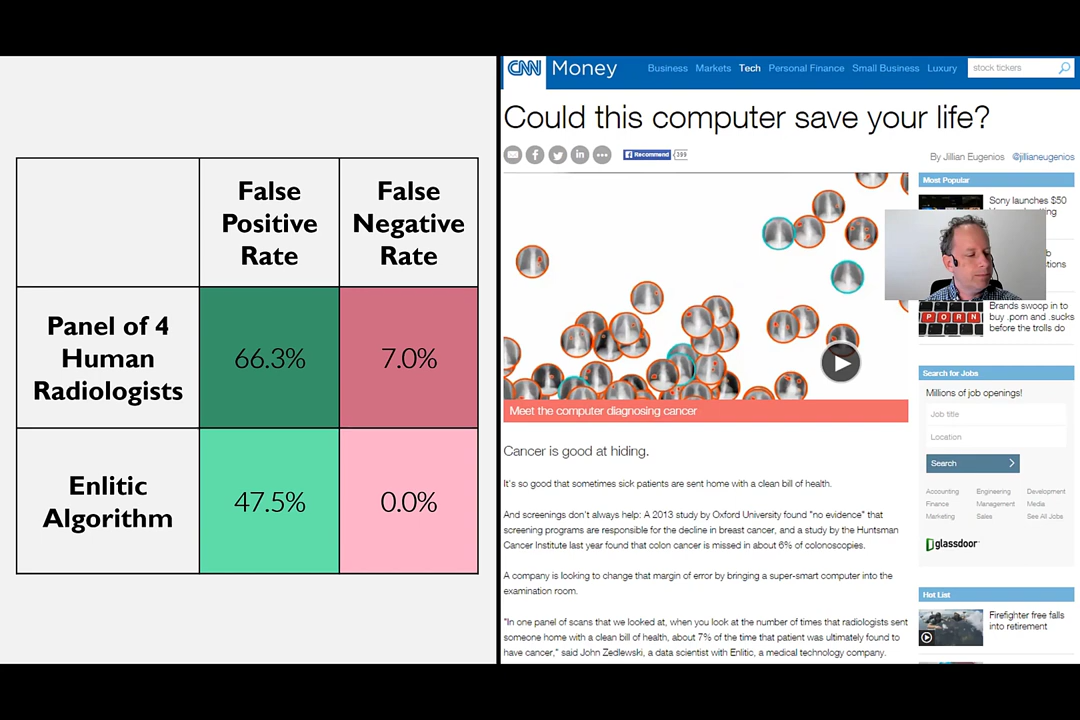 False
Positive
Rate
False
Negative
Rate
Panel of 4
Human
Radiologists
66.3%
7.0%
Enlitic
Algorithm
47.5%
0.0%
CNN Money
Business Markets Tech Personal Finance Small Business Luxury
stock tickers
Could this computer save your life?
Recommend 399
By Jillian Eugenios @jillianeugenios
Meet the computer diagnosing cancer
Cancer is good at hiding.
It's so good that sometimes sick patients are sent home with a clean bill of health.
And screenings don't always help: A 2013 study by Oxford University found "no evidence" that
screening programs are responsible for the decline in breast cancer, and a study by the Huntsman
Cancer Institute last year found that colon cancer is missed in about 6% of colonoscopies.
A company is looking to change that margin of error by bringing a super-smart computer into the
examination room.
"In one panel of scans that we looked at, when you look at the number of times that radiologists sent
someone home with a clean bill of health, about 7% of the time that patient was ultimately found to
have cancer," said John Zedlewski, a data scientist with Enlitic, a medical technology company.
Most Popular
Sony launches $50
Brands swoop in to
buy .porn and .sucks
before the trolls do
PORN
Search for Jobs
Millions of job openings!
Job title
Location
Search
Accounting Engineering Development
Finance Management Media
Marketing Sales See All Jobs
glassdoor
Hot List
Firefighter free falls
into retirement